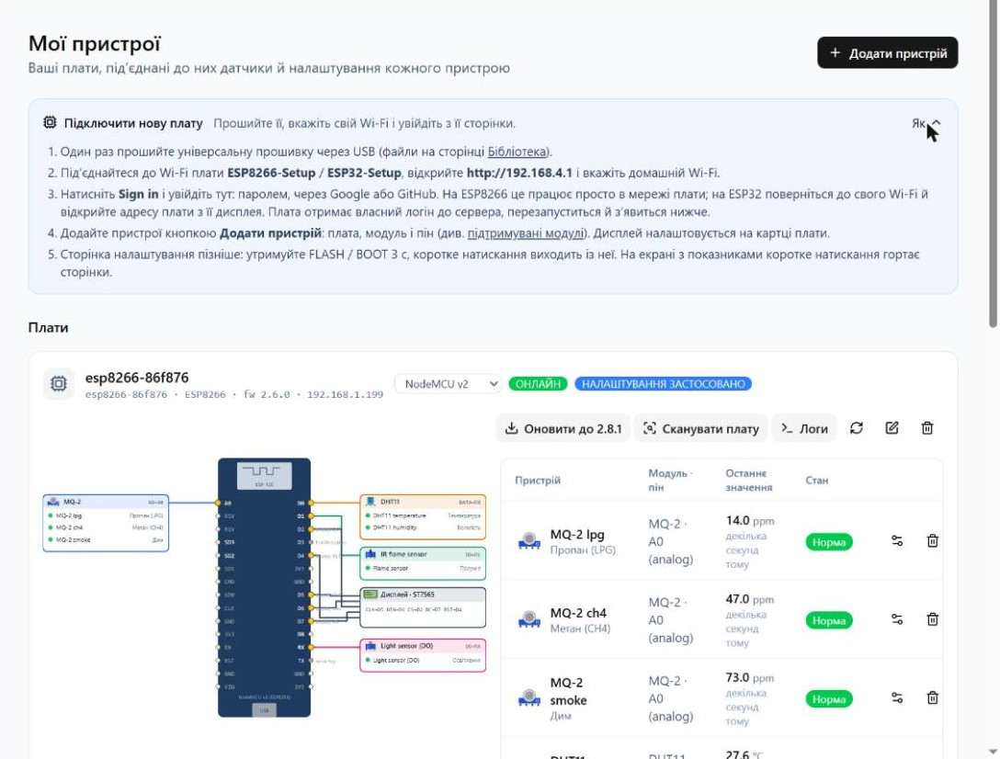 Мої пристрої
Ваші плати, під’єднані до них датчики й налаштування кожного пристрою
+ Додати пристрій
Підключити нову плату Прошийте її, вкажіть свій Wi-Fi і увійдіть з її сторінки.
Як
1. Один раз прошийте універсальну прошивку через USB (файли на сторінці Бібліотека).
2. Під’єднайтеся до Wi-Fi плати ESP8266-Setup / ESP32-Setup, відкрийте http://192.168.4.1 і вкажіть домашній Wi-Fi.
3. Натисніть Sign in і увійдіть тут: паролем, через Google або GitHub. На ESP8266 це працює просто в мережі плати; на ESP32 поверніться до свого Wi-Fi й
відкрийте адресу плати з її дисплея. Плата отримає власний логін до сервера, перезапуститься й з’явиться нижче.
4. Додайте пристрої кнопкою Додати пристрій: плата, модуль і пін (див. підтримувані модулі). Дисплей налаштовується на картці плати.
5. Сторінка налаштування пізніше: утримуйте FLASH / BOOT 3 с, коротке натискання виходить із неї. На екрані з показниками коротке натискання гортає
сторінки.
Плати
esp8266-86f876
esp8266-86f876 · ESP8266 · fw 2.6.0 · 192.168.1.199
NodeMCU v2
ОНЛАЙН
НАЛАШТУВАННЯ ЗАСТОСОВАНО
Оновити до 2.8.1
Сканувати плату
Логи
MQ-2
MQ-2 lpg Пропан (LPG)
MQ-2 ch4 Метан (CH4)
MQ-2 smoke Дим
A0
RSV
RSV
SD3
SD2
CMD
CLK
GND
3V3
EN
RST
GND
VIN
D0
D1
D2
D4
D5
D6
D7
D8
RX
TX
GND
3V3
USB
DHT11
DHT11 temperature Температура
DHT11 humidity Вологість
IR flame sensor
Flame sensor Полум'я
Дисплей · ST7565
Light sensor (DO)
Light sensor (DO) Освітлення
Пристрій
Модуль ·
пін
Останнє
значення
Стан
MQ-2 lpg
Пропан (LPG)
MQ-2 ·
A0
(analog)
14.0 ppm
декілька
секунд
тому
Норма
MQ-2 ch4
Метан (CH4)
MQ-2 ·
A0
(analog)
47.0 ppm
декілька
секунд
тому
Норма
MQ-2
smoke
Дим
MQ-2 ·
A0
(analog)
73.0 ppm
декілька
секунд
тому
Норма
DHT11
DHT11 ·
27.6 °C